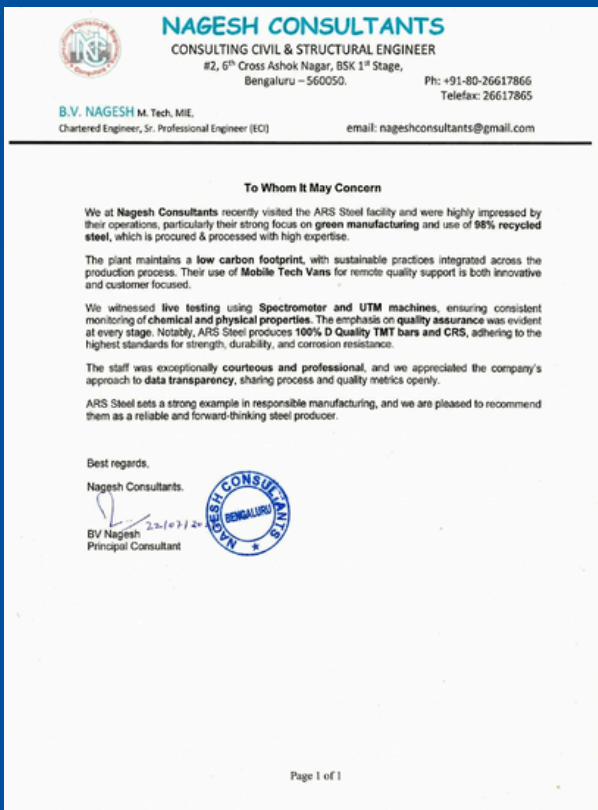 NAGESH CONSULTANTS
CONSULTING CIVIL & STRUCTURAL ENGINEER
#2, 6th Cross Ashok Nagar, BSK 1st Stage,
Bengaluru – 560050.
Ph: +91-80-26617866
Telefax: 26617865
B.V. NAGESH M. Tech, MIE,
Chartered Engineer, Sr. Professional Engineer (ECI)
email: nageshconsultants@gmail.com
To Whom It May Concern
We at Nagesh Consultants recently visited the ARS Steel facility and were highly impressed by
their operations, particularly their strong focus on green manufacturing and use of 98% recycled
steel, which is procured & processed with high expertise.
The plant maintains a low carbon footprint, with sustainable practices integrated across the
production process. Their use of Mobile Tech Vans for remote quality support is both innovative
and customer focused.
We witnessed live testing using Spectrometer and UTM machines, ensuring consistent
monitoring of chemical and physical properties. The emphasis on quality assurance was evident
at every stage. Notably, ARS Steel produces 100% D Quality TMT bars and CRS, adhering to the
highest standards for strength, durability, and corrosion resistance.
The staff was exceptionally courteous and professional, and we appreciated the company's
approach to data transparency, sharing process and quality metrics openly.
ARS Steel sets a strong example in responsible manufacturing, and we are pleased to recommend
them as a reliable and forward-thinking steel producer.
Best regards,
Nagesh Consultants.
22/07/20
BV Nagesh
Principal Consultant
NAGESH CONSULTANTS
BENGALURU
Page 1 of 1